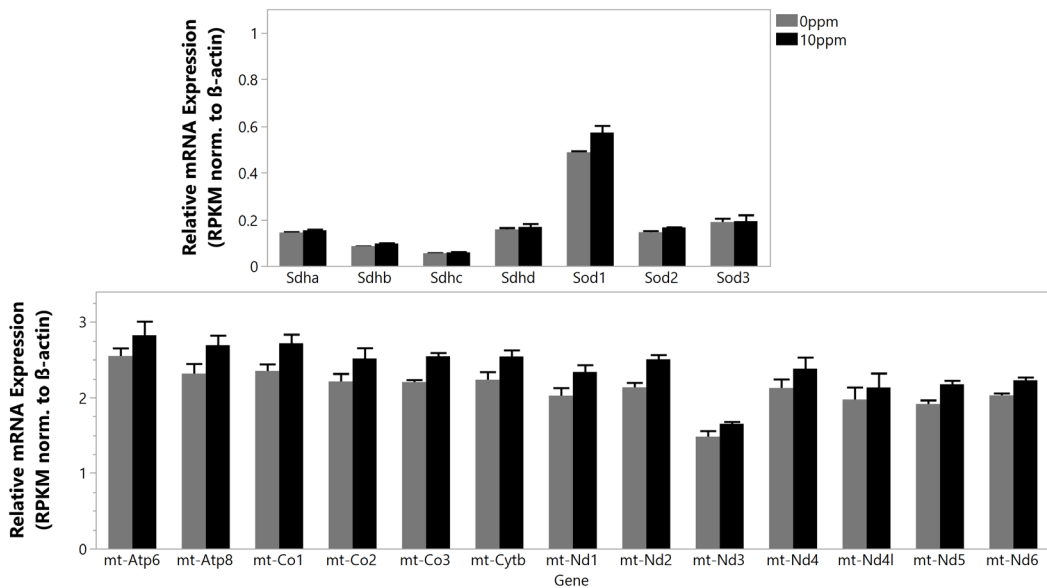 Relative mRNA Expression
(RPKM norm. to ß-actin)
1
0.8
0.6
0.4
0.2
0
0ppm
10ppm
Sdha Sdhb Sdhc Sdhd Sod1 Sod2 Sod3
Relative mRNA Expression
(RPKM norm. to ß-actin)
3
2
1
0
mt-Atp6 mt-Atp8 mt-Co1 mt-Co2 mt-Co3 mt-Cytb mt-Nd1 mt-Nd2 mt-Nd3 mt-Nd4 mt-Nd4l mt-Nd5 mt-Nd6
Gene